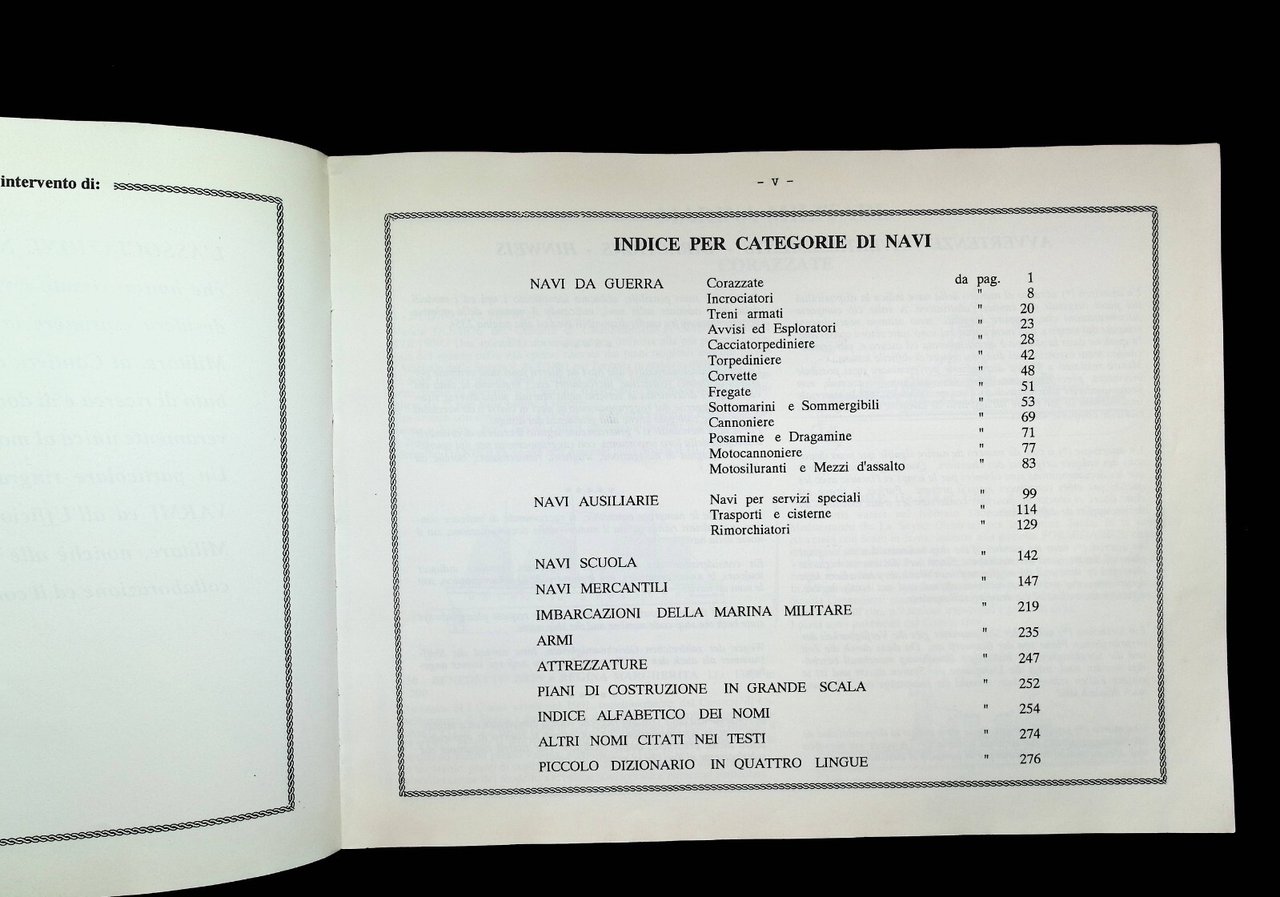 intervento di:
- V -
INDICE PER CATEGORIE DI NAVI
NAVI DA GUERRA Corazzate da pag. 1
Incrociatori " 8
Treni armati " 20
Avvisi ed Esploratori " 23
Cacciatorpediniere " 28
Torpediniere " 42
Corvette " 48
Fregate " 51
Sottomarini e Sommergibili " 53
Cannoniere " 69
Posamine e Dragamine " 71
Motocannoniere " 77
Motosiluranti e Mezzi d'assalto " 83
NAVI AUSILIARIE Navi per servizi speciali " 99
Trasporti e cisterne " 114
Rimorchiatori " 129
NAVI SCUOLA " 142
NAVI MERCANTILI " 147
IMBARCAZIONI DELLA MARINA MILITARE " 219
ARMI " 235
ATTREZZATURE " 247
PIANI DI COSTRUZIONE IN GRANDE SCALA " 252
INDICE ALFABETICO DEI NOMI " 254
ALTRI NOMI CITATI NEI TESTI " 274
PICCOLO DIZIONARIO IN QUATTRO LINGUE " 276